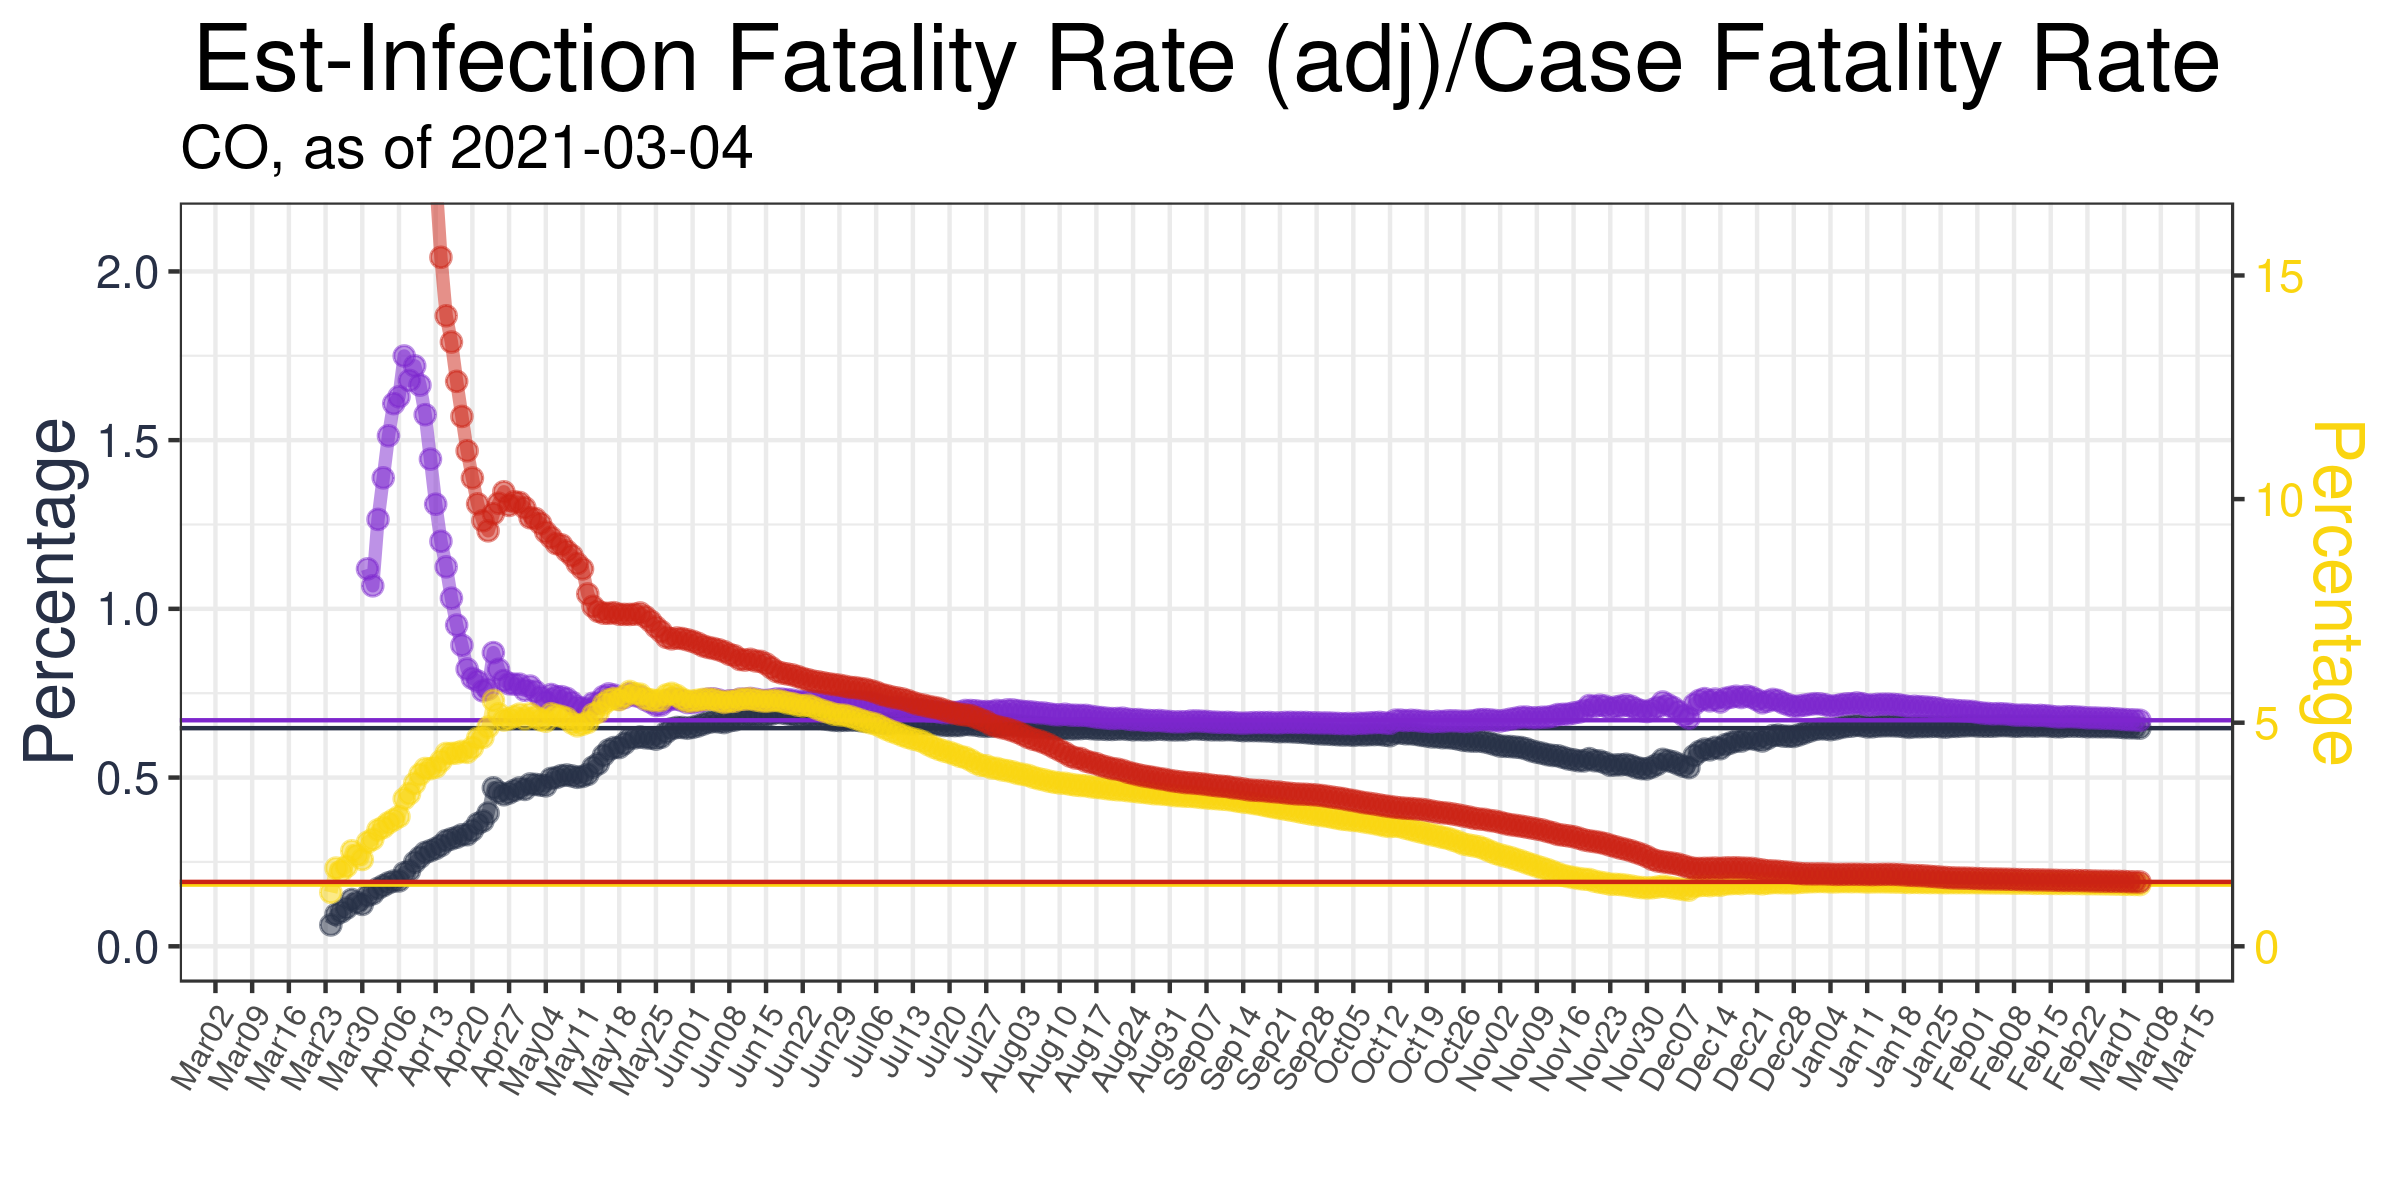 Est-Infection Fatality Rate (adj)/Case Fatality Rate
CO, as of 2021-03-04
Percentage
2.0
1.5
1.0
0.5
0.0
15
10
5
0
Percentage
Mar02
Mar09
Mar16
Mar23
Mar30
Apr06
Apr13
Apr20
Apr27
May04
May11
May18
May25
Jun01
Jun08
Jun15
Jun22
Jun29
Jul06
Jul13
Jul20
Jul27
Aug03
Aug10
Aug17
Aug24
Aug31
Sep07
Sep14
Sep21
Sep28
Oct05
Oct12
Oct19
Oct26
Nov02
Nov09
Nov16
Nov23
Nov30
Dec07
Dec14
Dec21
Dec28
Jan04
Jan11
Jan18
Jan25
Feb01
Feb08
Feb15
Feb22
Mar01
Mar08
Mar15